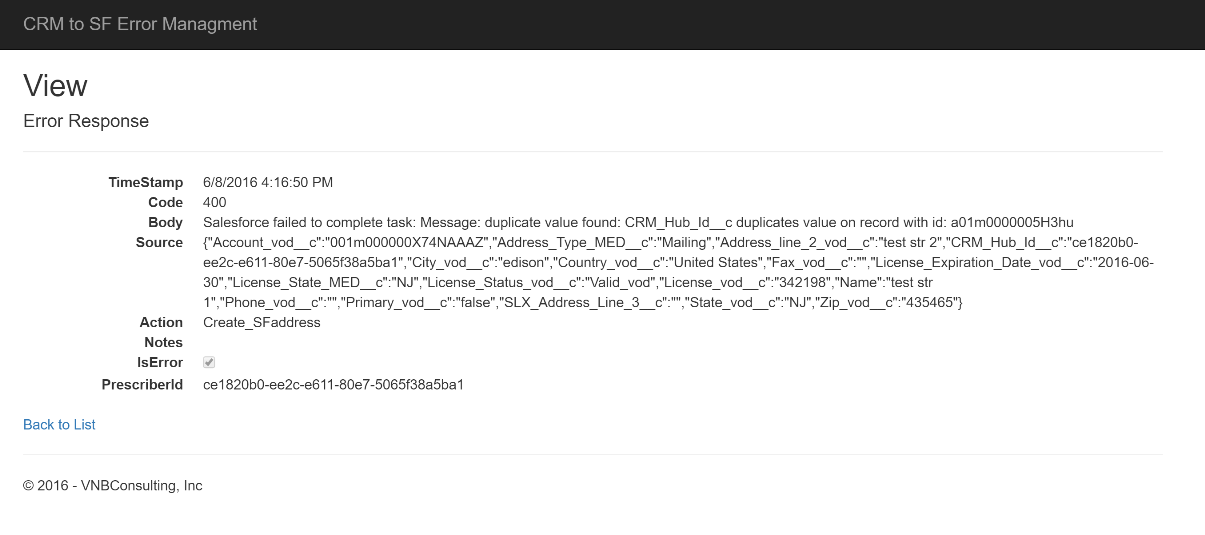 CRM to SF Error Managment
View
Error Response
TimeStamp 6/8/2016 4:16:50 PM
Code 400
Body Salesforce failed to complete task: Message: duplicate value found: CRM_Hub_Id__c duplicates value on record with id: a01m0000005H3hu
Source {"Account_vod__c":"001m000000X74NAAAZ","Address_Type_MED__c":"Mailing","Address_line_2_vod__c":"test str 2","CRM_Hub_Id__c":"ce1820b0-
ee2c-e611-80e7-5065f38a5ba1","City_vod__c":"edison","Country_vod__c":"United States","Fax_vod__c":"","License_Expiration_Date_vod__c":"2016-06-
30","License_State_MED__c":"NJ","License_Status_vod__c":"Valid_vod","License_vod__c":"342198","Name":"test str
1","Phone_vod__c":"","Primary_vod__c":"false","SLX_Address_Line_3__c":"","State_vod__c":"NJ","Zip_vod__c":"435465"}
Action Create_SFaddress
Notes
IsError
PrescriberId ce1820b0-ee2c-e611-80e7-5065f38a5ba1
Back to List
© 2016 - VNBConsulting, Inc